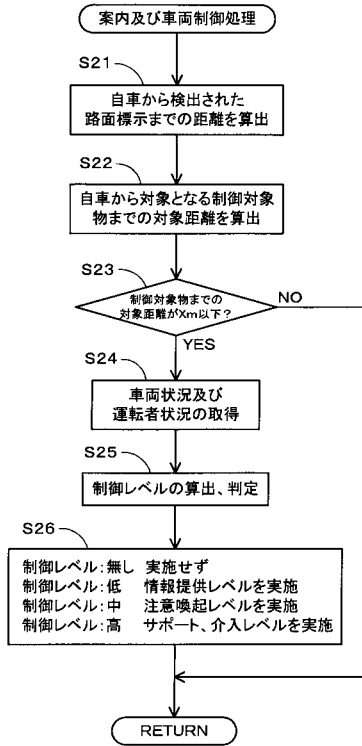 案内及び車両制御処理
S21
自車から検出された
路面標示までの距離を算出
S22
自車から対象となる制御対象
物までの対象距離を算出
S23
制御対象物までの
対象距離がXm以下?
NO
YES
S24
車両状況及び
運転者状況の取得
S25
制御レベルの算出、判定
S26
制御レベル:無し 実施せず
制御レベル:低 情報提供レベルを実施
制御レベル:中 注意喚起レベルを実施
制御レベル:高 サポート、介入レベルを実施
RETURN